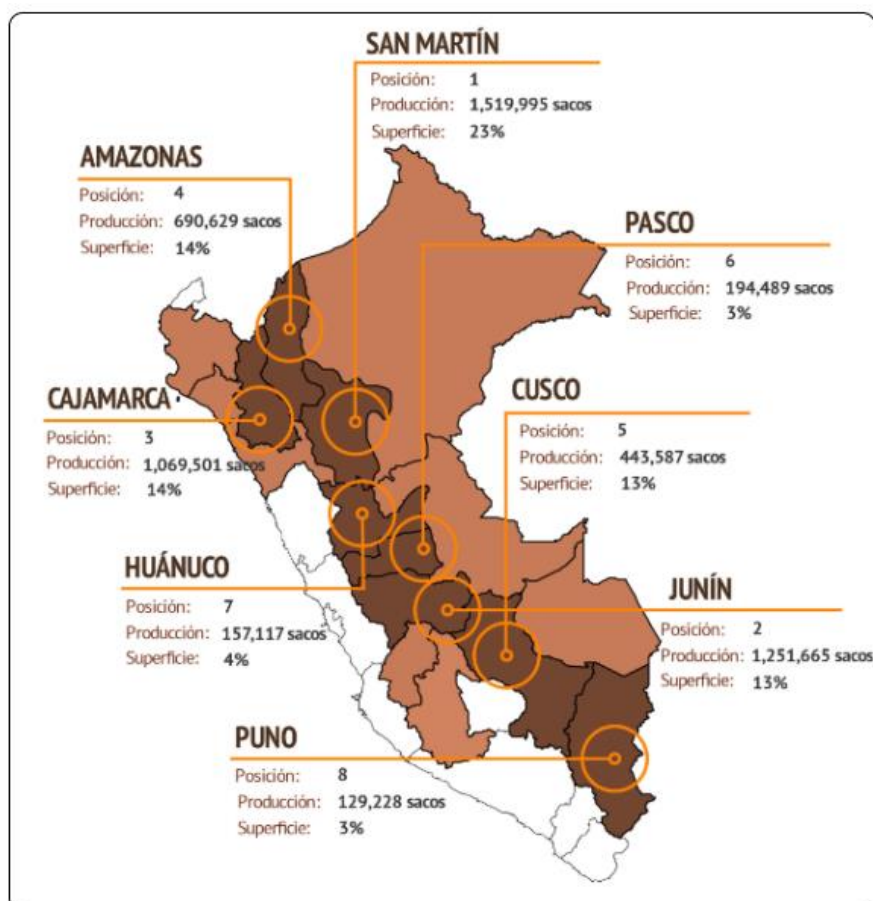 SAN MARTÍN
Posición: 1
Producción: 1,519,995 sacos
Superficie: 23%
AMAZONAS
Posición: 4
Producción: 690,629 sacos
Superficie: 14%
PASCO
Posición: 6
Producción: 194,489 sacos
Superficie: 3%
CAJAMARCA
Posición: 3
Producción: 1,069,501 sacos
Superficie: 14%
CUSCO
Posición: 5
Producción: 443,587 sacos
Superficie: 13%
HUÁNUCO
Posición: 7
Producción: 157,117 sacos
Superficie: 4%
JUNÍN
Posición: 2
Producción: 1,251,665 sacos
Superficie: 13%
PUNO
Posición: 8
Producción: 129,228 sacos
Superficie: 3%